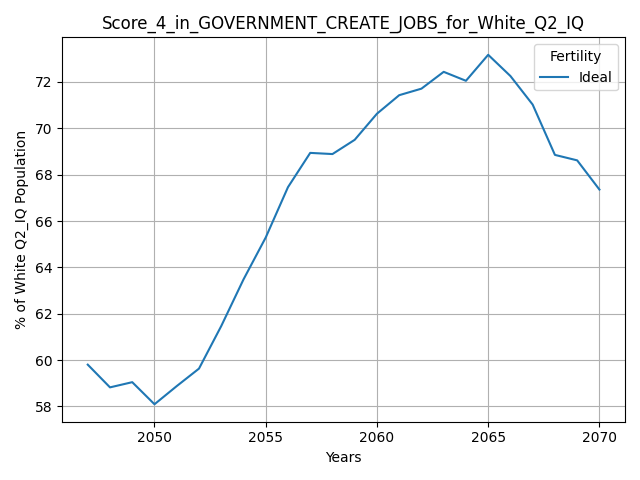 Score_4_in_GOVERNMENT_CREATE_JOBS_for_White_Q2_IQ
Fertility
Ideal
72
70
68
66
64
62
60
58
% of White Q2_IQ Population
2050 2055 2060 2065 2070
Years